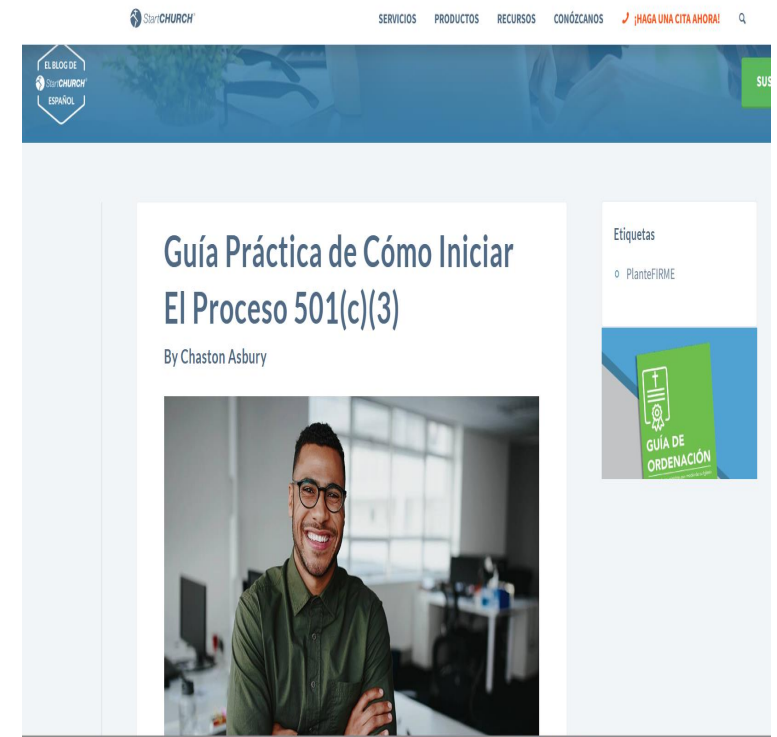 StartCHURCH
SERVICIOS PRODUCTOS RECURSOS CONÓZCANOS ¡HAGA UNA CITA AHORA!
EL BLOG DE
StartCHURCH
ESPAÑOL
Guía Práctica de Cómo Iniciar
El Proceso 501(c)(3)
By Chaston Asbury
Etiquetas
PlanteFIRME
GUÍA DE
ORDENACIÓN